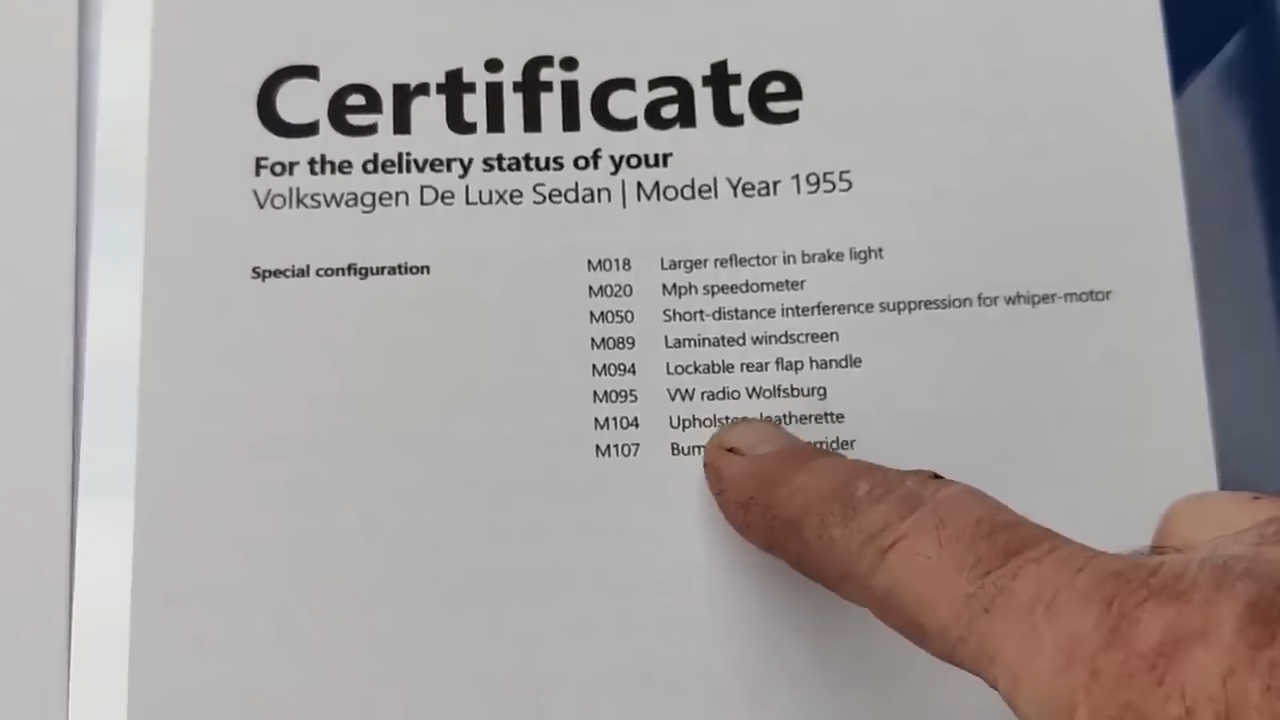 Certificate
For the delivery status of your
Volkswagen De Luxe Sedan | Model Year 1955
Special configuration
M018 Larger reflector in brake light
M020 Mph speedometer
M050 Short-distance interference suppression for whiper-motor
M089 Laminated windscreen
M094 Lockable rear flap handle
M095 VW radio Wolfsburg
M104 Upholstery leatherette
M107